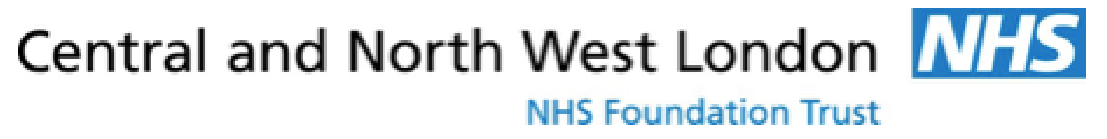 Central and North West London NHS
NHS Foundation Trust